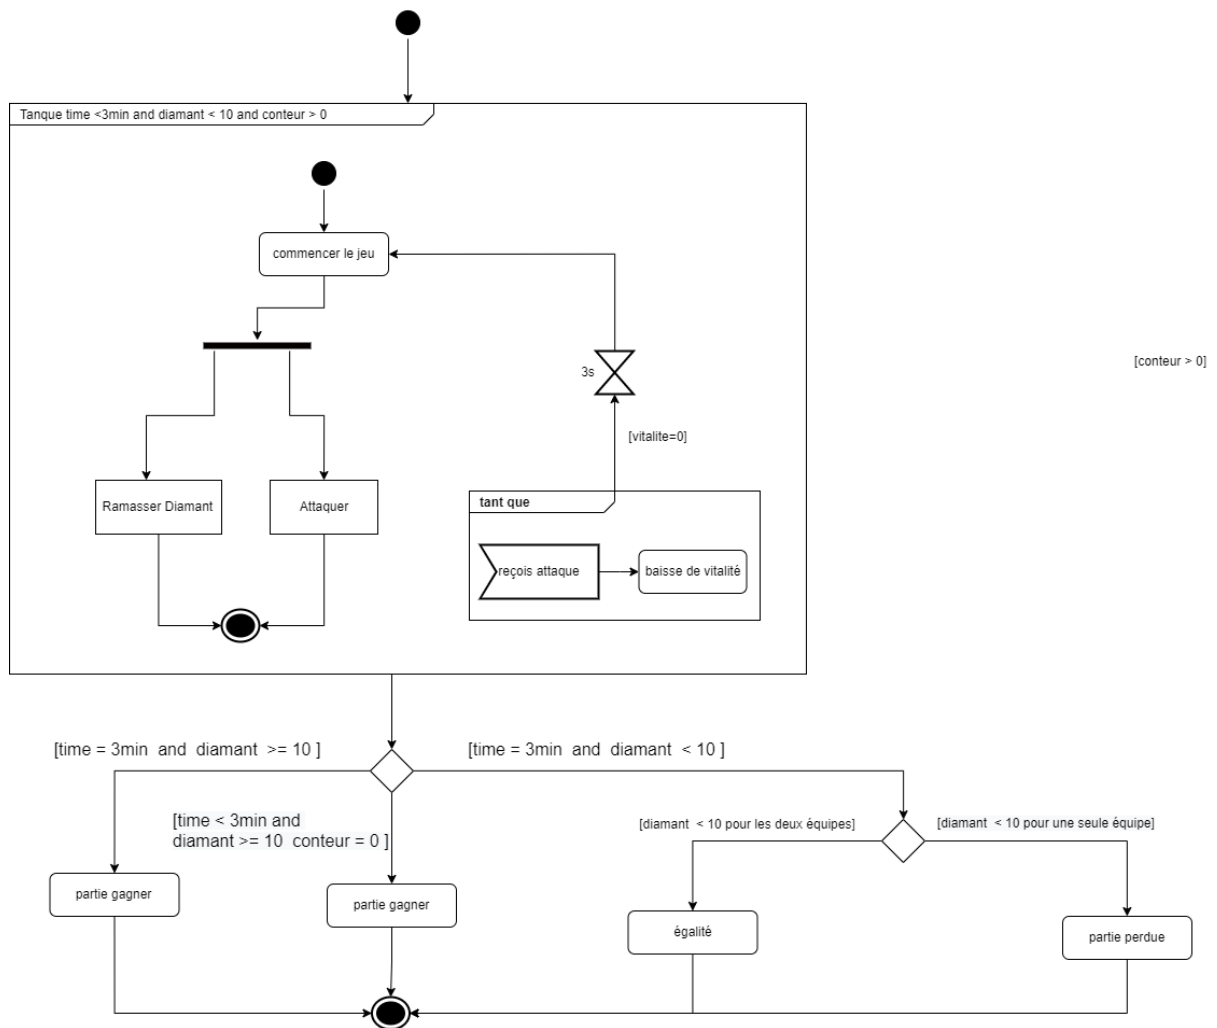 Tanque time <3min and diamant < 10 and conteur > 0
commencer le jeu
[conteur > 0]
3s
[vitalite=0]
Ramasser Diamant
Attaquer
tant que
reçois attaque
baisse de vitalité
[time = 3min and diamant >= 10 ]
[time = 3min and diamant < 10 ]
[time < 3min and
diamant >= 10 conteur = 0 ]
[diamant < 10 pour les deux équipes]
[diamant < 10 pour une seule équipe]
partie gagner
partie gagner
égalité
partie perdue